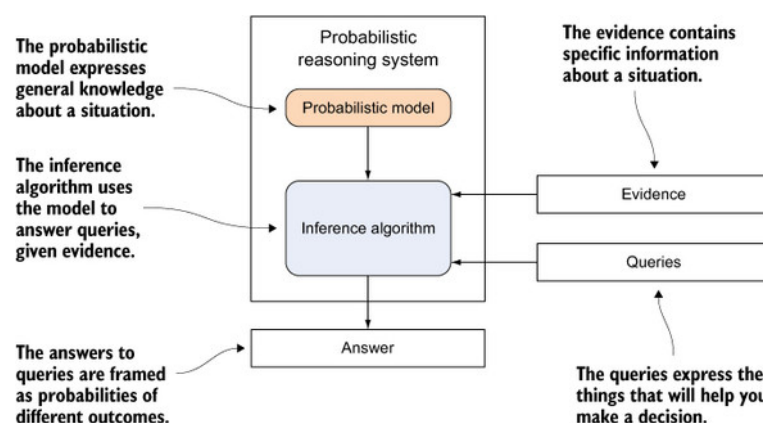 The probabilistic
model expresses
general knowledge
about a situation.
Probabilistic
reasoning system
Probabilistic model
The evidence contains
specific information
about a situation.
The inference
algorithm uses
the model to
answer queries,
given evidence.
Inference algorithm
Evidence
Queries
The answers to
queries are framed
as probabilities of
different outcomes.
Answer
The queries express the
things that will help you
make a decision.